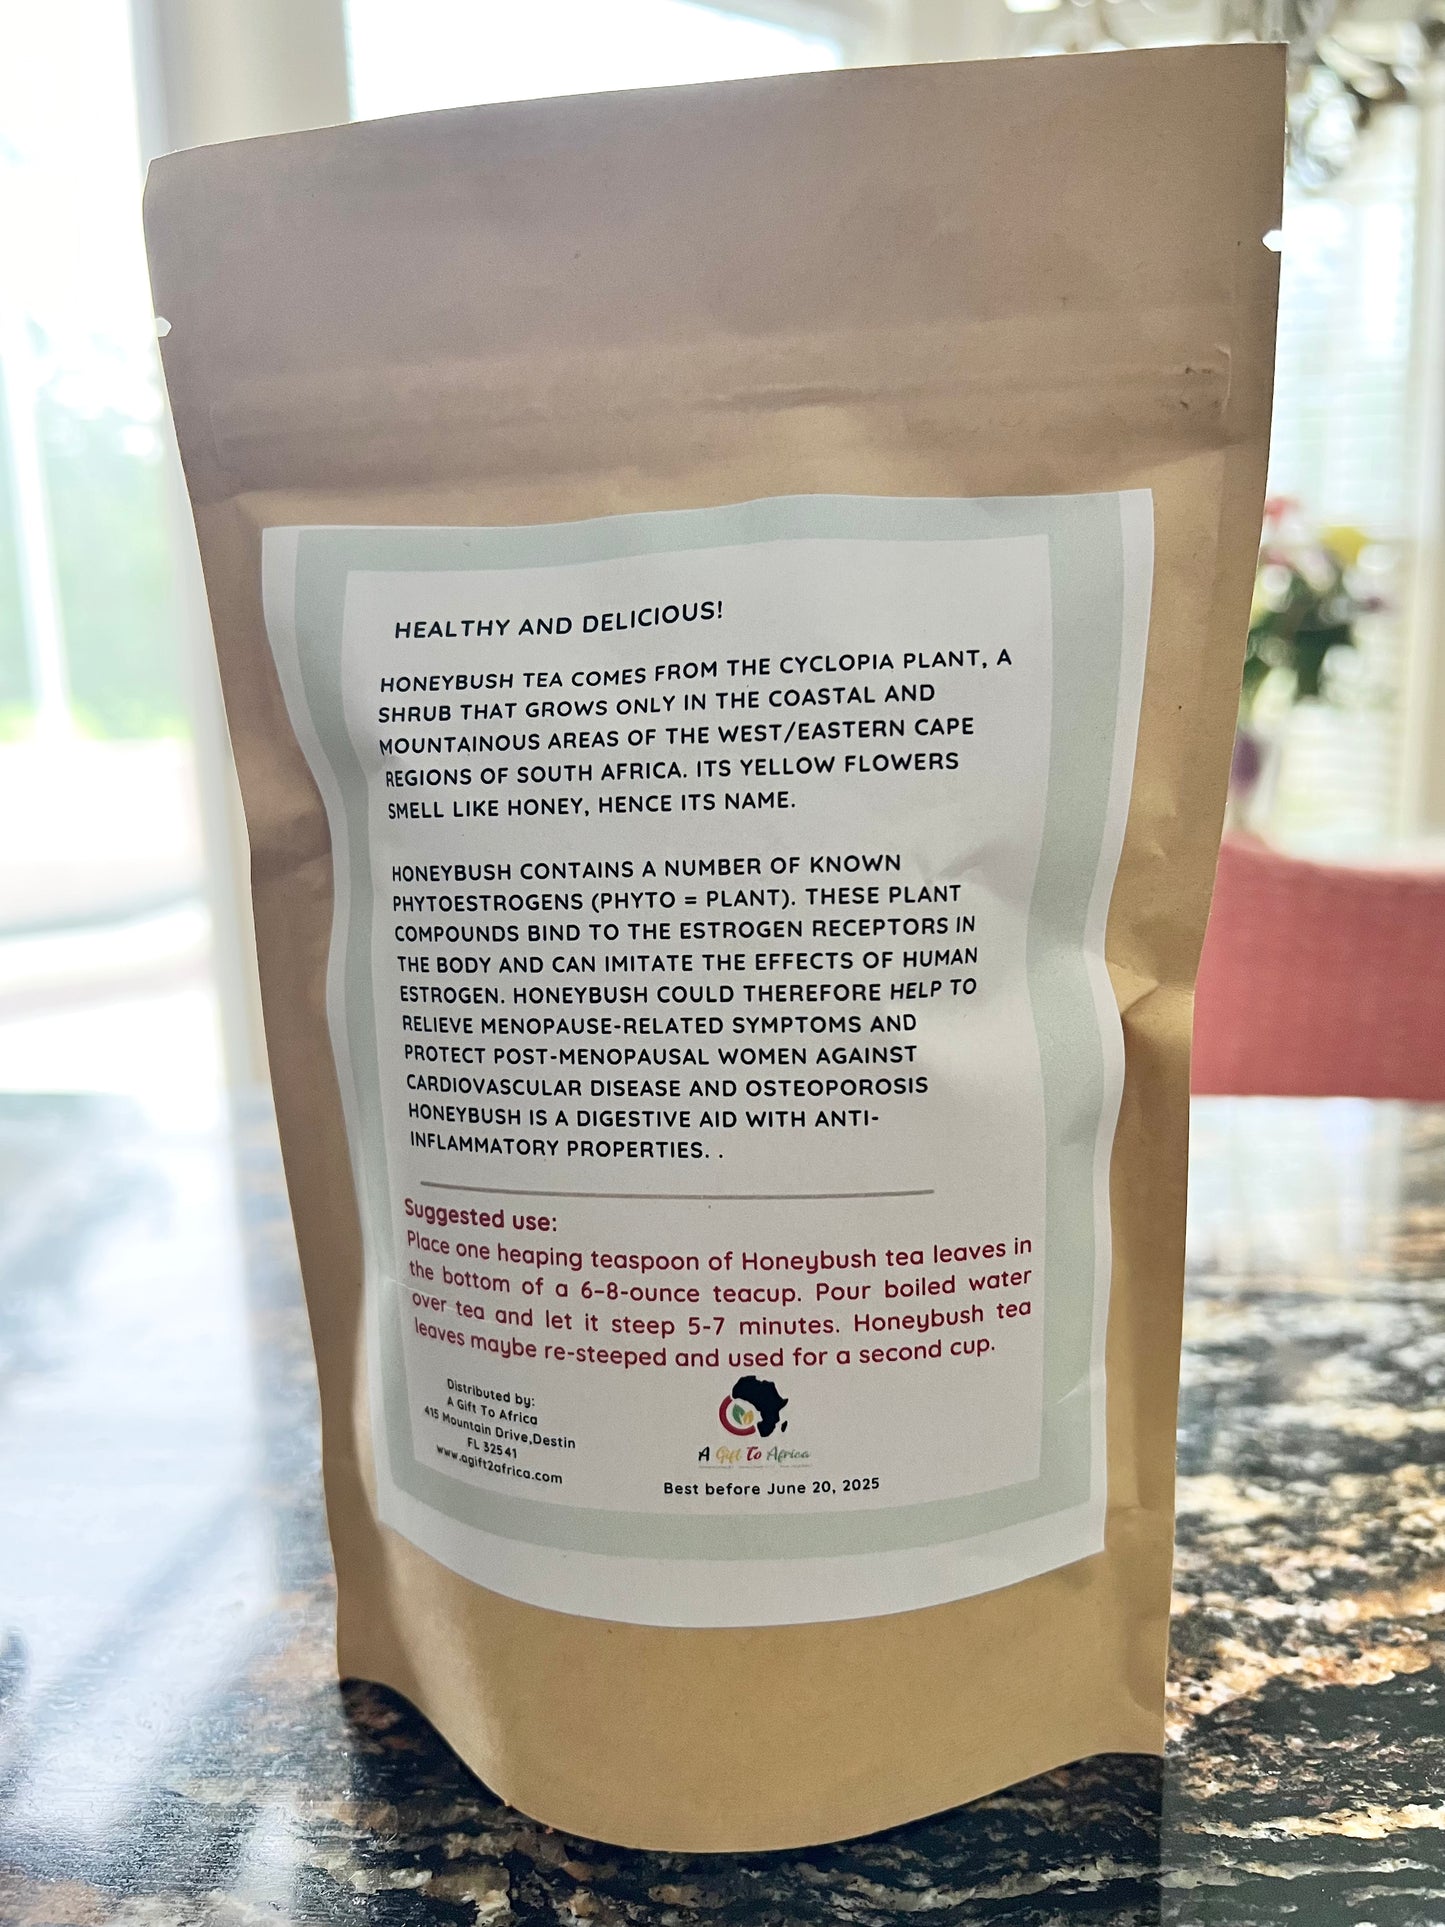 HEALTHY AND DELICIOUS!
HONEYBUSH TEA COMES FROM THE CYCLOPIA PLANT, A
SHRUB THAT GROWS ONLY IN THE COASTAL AND
MOUNTAINOUS AREAS OF THE WEST/EASTERN CAPE
REGIONS OF SOUTH AFRICA. ITS YELLOW FLOWERS
SMELL LIKE HONEY, HENCE ITS NAME.
HONEYBUSH CONTAINS A NUMBER OF KNOWN
PHYTOESTROGENS (PHYTO = PLANT). THESE PLANT
COMPOUNDS BIND TO THE ESTROGEN RECEPTORS IN
THE BODY AND CAN IMITATE THE EFFECTS OF HUMAN
ESTROGEN. HONEYBUSH COULD THEREFORE HELP TO
RELIEVE MENOPAUSE-RELATED SYMPTOMS AND
PROTECT POST-MENOPAUSAL WOMEN AGAINST
CARDIOVASCULAR DISEASE AND OSTEOPOROSIS
HONEYBUSH IS A DIGESTIVE AID WITH ANTI-
INFLAMMATORY PROPERTIES. .
Suggested use:
Place one heaping teaspoon of Honeybush tea leaves in
the bottom of a 6-8-ounce teacup. Pour boiled water
over tea and let it steep 5-7 minutes. Honeybush tea
leaves maybe re-steeped and used for a second cup.
Distributed by:
A Gift To Africa
415 Mountain Drive,Destin
FL 32541
www.agift2africa.com
A Gift To Africa
Best before June 20, 2025